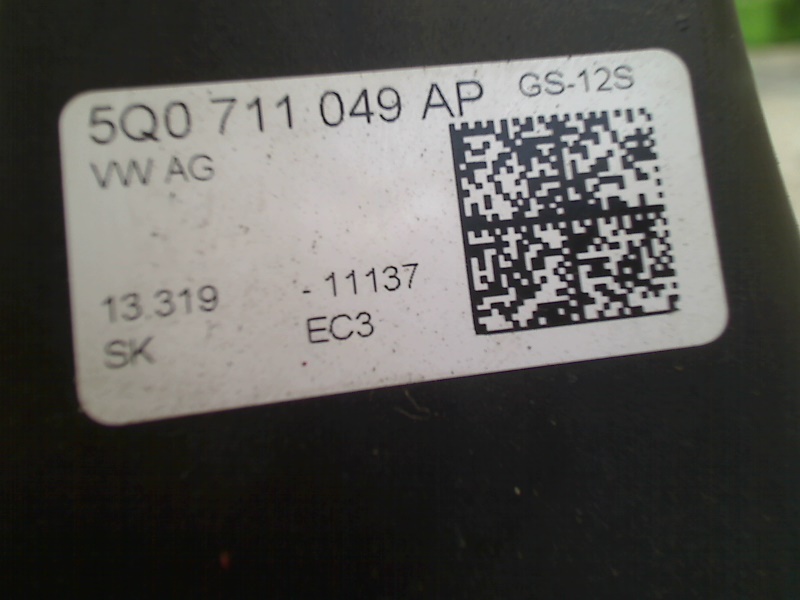 5Q0 711 049 AP GS-12S
VW AG
13.319 - 11137
SK EC3